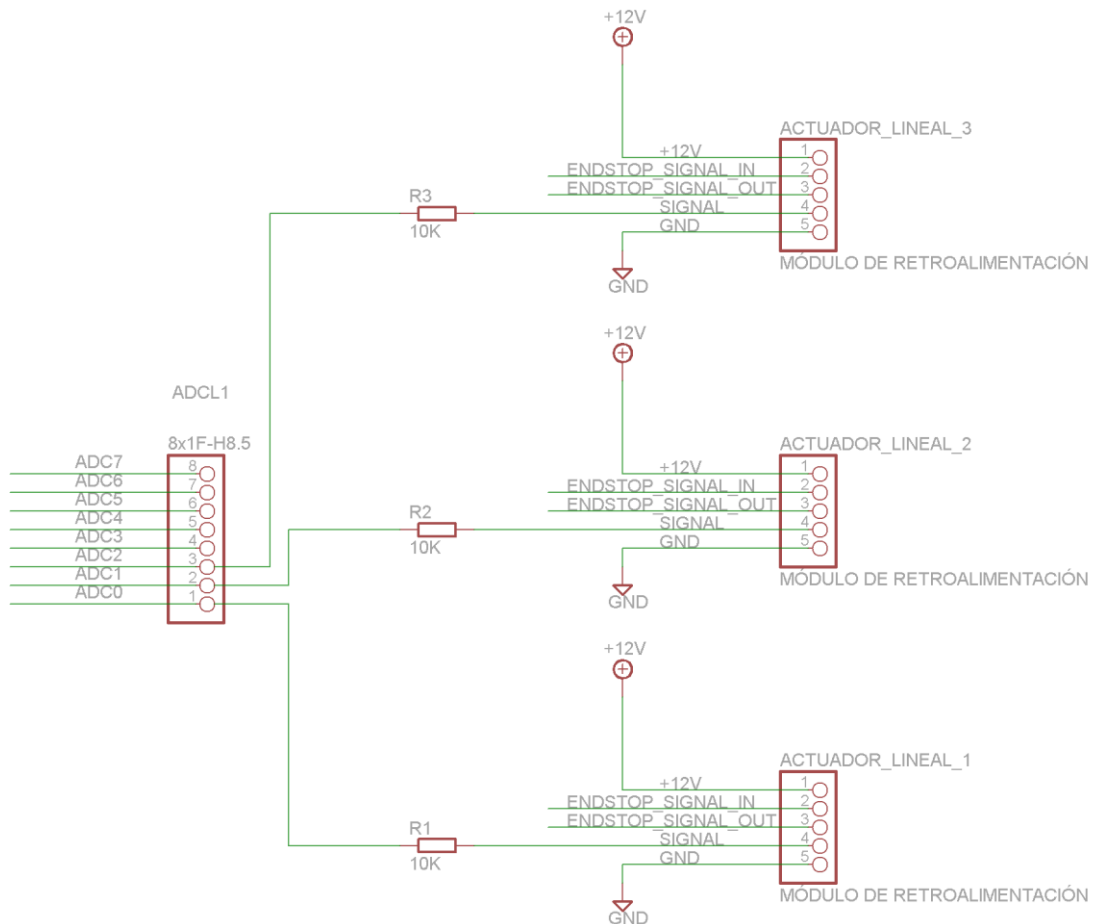 +12V
ACTUADOR_LINEAL_3
+12V
1
ENDSTOP_SIGNAL_IN
2
ENDSTOP_SIGNAL_OUT
3
R3
SIGNAL
4
10K
GND
5
MÓDULO DE RETROALIMENTACIÓN
GND
+12V
ADCL1
ACTUADOR_LINEAL_2
8x1F-H8.5
ADC7
8
ADC6
7
ADC5
6
ADC4
5
ADC3
4
ADC2
3
ADC1
2
ADC0
1
+12V
1
ENDSTOP_SIGNAL_IN
2
ENDSTOP_SIGNAL_OUT
3
R2
SIGNAL
4
10K
GND
5
MÓDULO DE RETROALIMENTACIÓN
GND
+12V
ACTUADOR_LINEAL_1
+12V
1
ENDSTOP_SIGNAL_IN
2
ENDSTOP_SIGNAL_OUT
3
R1
SIGNAL
4
10K
GND
5
MÓDULO DE RETROALIMENTACIÓN
GND